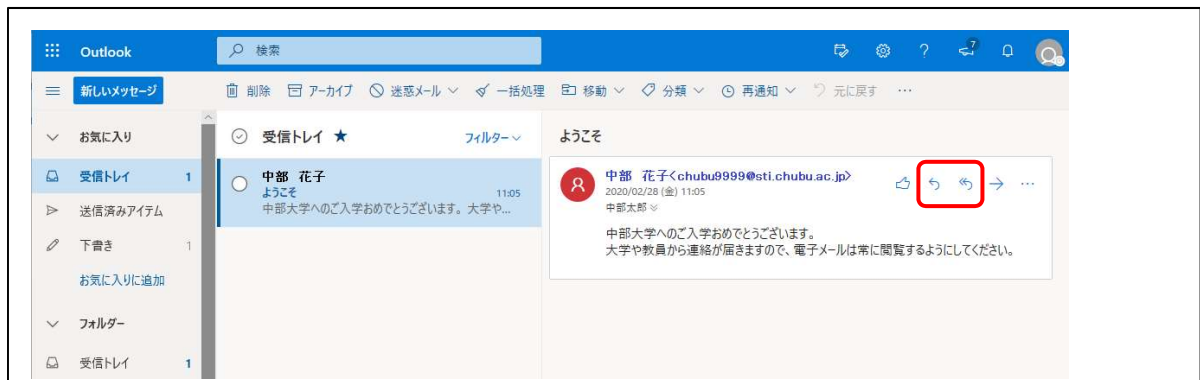 Outlook
検索
7
新しいメッセージ
削除 アーカイブ 迷惑メール 一括処理 移動 分類 再通知 元に戻す …
お気に入り
受信トレイ 1
送信済みアイテム
下書き 1
お気に入りに追加
フォルダー
受信トレイ 1
受信トレイ ★ フィルター
中部 花子
ようこそ 11:05
中部大学へのご入学おめでとうございます。大学や...
ようこそ
R
中部 花子<chubu9999@sti.chubu.ac.jp>
2020/02/28 (金) 11:05
中部太郎
中部大学へのご入学おめでとうございます。
大学や教員から連絡が届きますので、電子メールは常に閲覧するようにしてください。